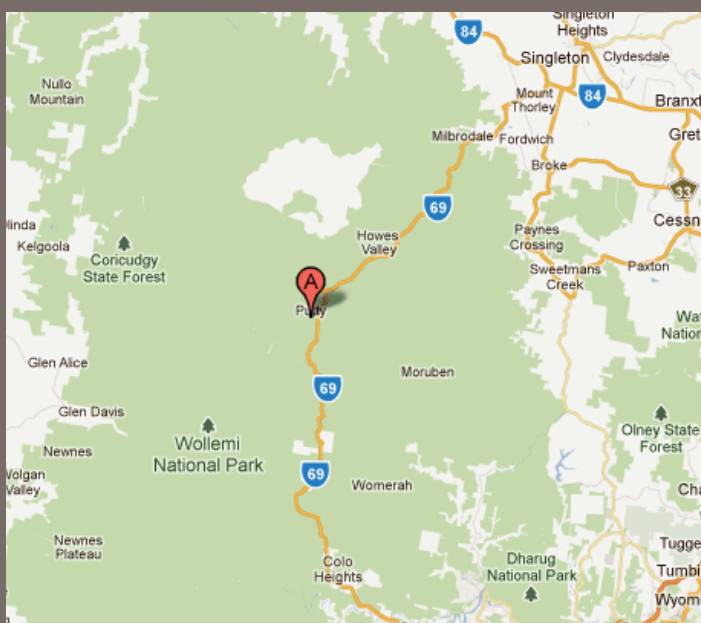 Singleton
Heights
84
Singleton
Clydesdale
Nullo
Mountain
Mount
Thorley
84
Branxt
Milbrodale
Fordwich
Gret
Broke
33
69
Cessn
linda
Kelgoola
Howes
Valley
Paynes
Crossing
Coricudgy
State Forest
Sweetmans
Creek
Paxton
A
Putty
Wat
Nation
Glen Alice
Moruben
69
Glen Davis
Olney State
Forest
Wollemi
National Park
Newnes
Wolgan
Valley
69
Womerah
Cha
Newnes
Plateau
Tugge
Dharug
National Park
Colo
Heights
Tumbi
Wyom